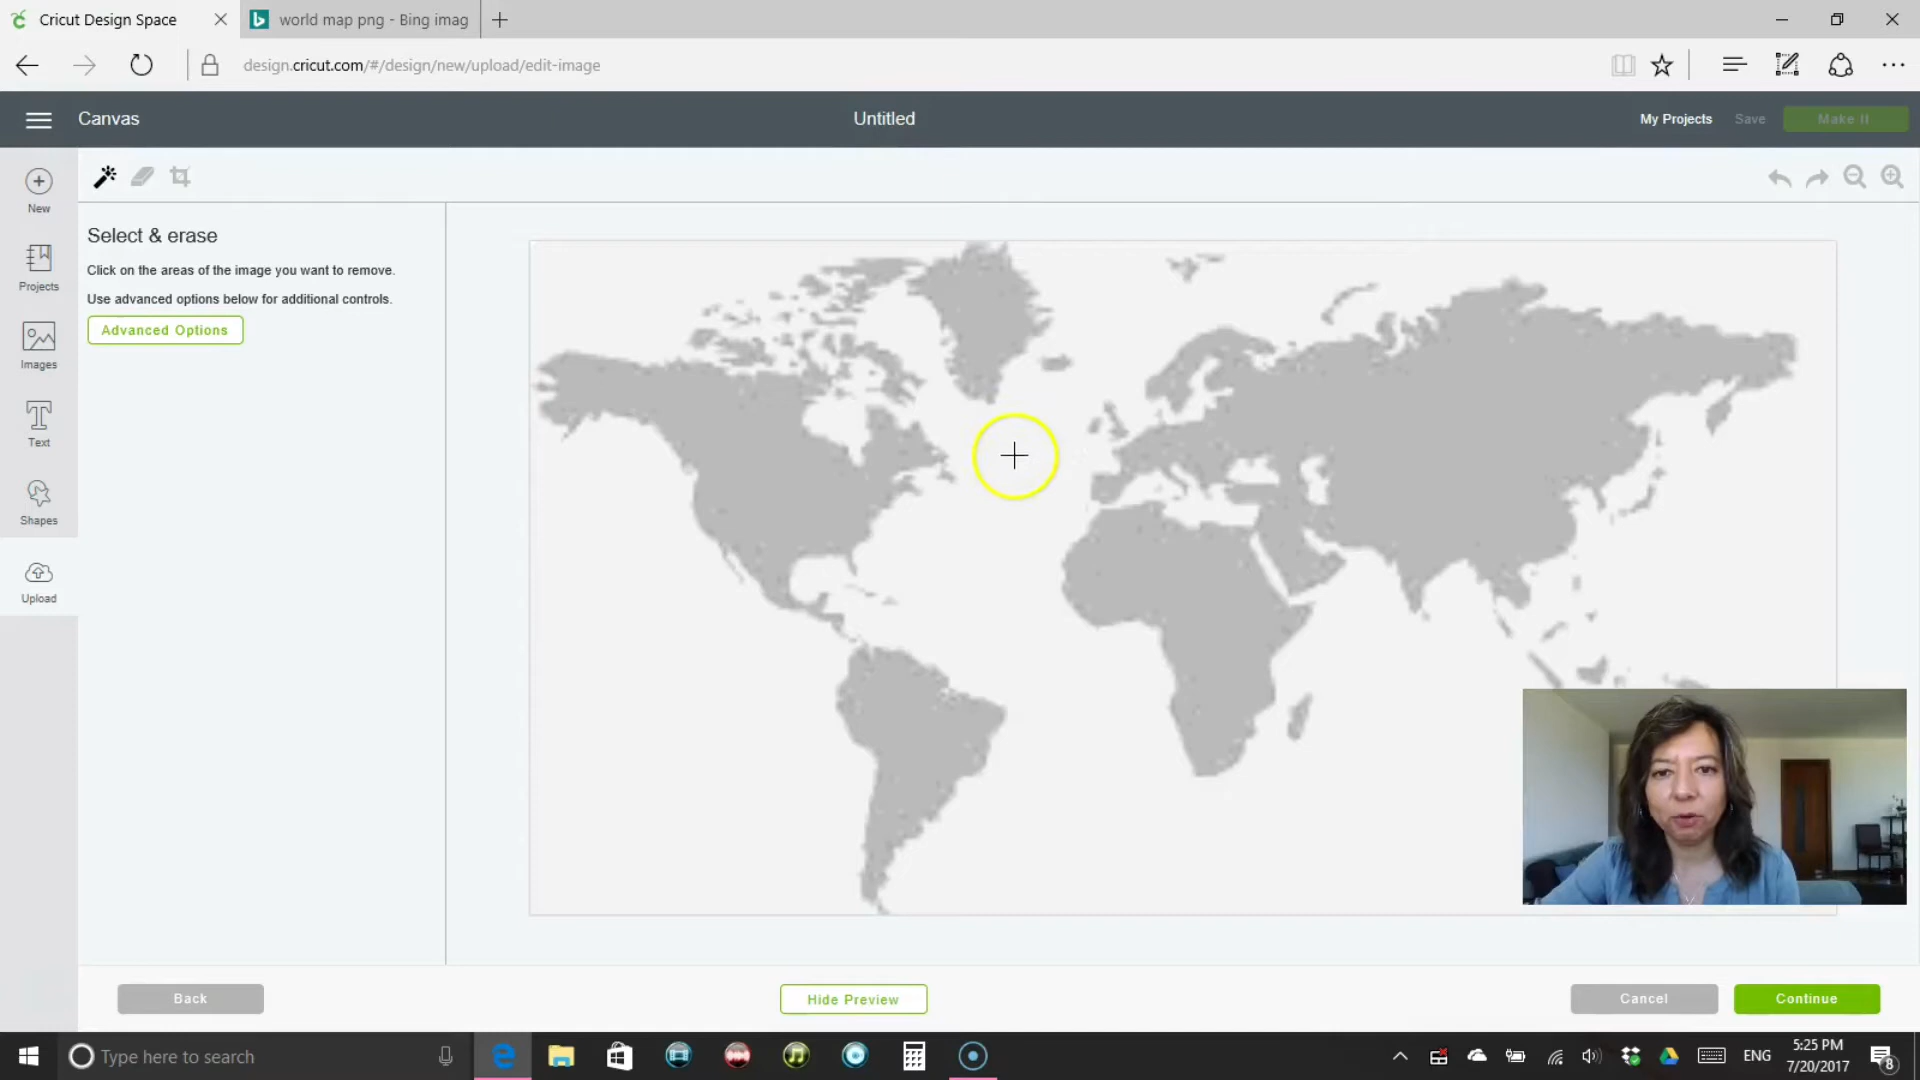 Cricut Design Space
world map png - Bing imag
design.cricut.com/#/design/new/upload/edit-image
Canvas
Untitled
My Projects
Save
Make It
New
Projects
Images
Text
Shapes
Upload
Select & erase
Click on the areas of the image you want to remove.
Use advanced options below for additional controls.
Advanced Options
Back
Hide Preview
Cancel
Continue
Type here to search
ENG
5:25 PM
7/20/2017
8